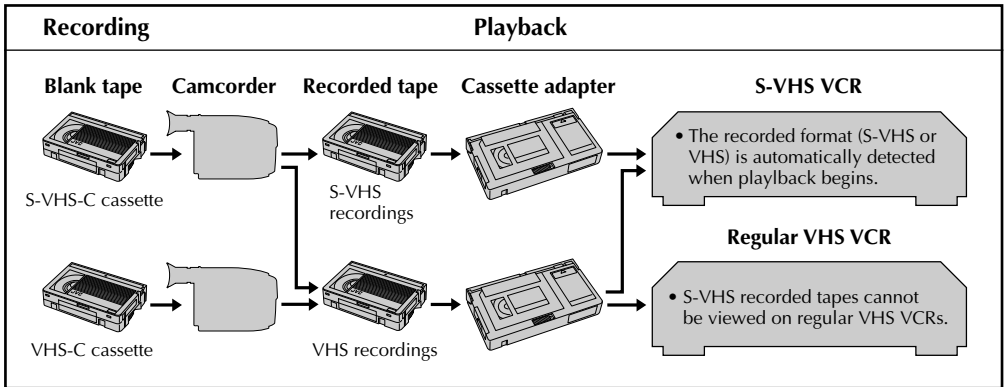 Recording
Playback
Blank tape
Camcorder
Recorded tape
Cassette adapter
S-VHS VCR
S-VHS-C cassette
S-VHS
recordings
• The recorded format (S-VHS or
VHS) is automatically detected
when playlback begins.
Regular VHS VCR
VHS-C cassette
VHS recordings
• S-VHS recorded tapes cannot
be viewed on regular VHS VCRs.